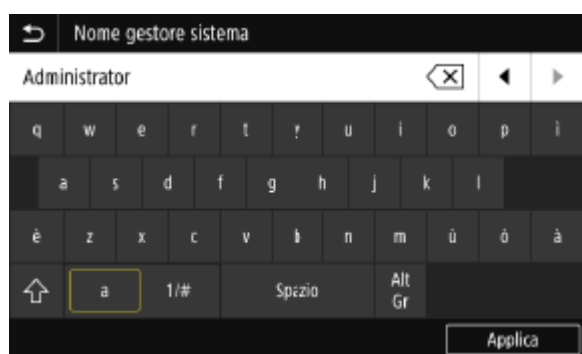 Nome gestore sistema
Administrator
q w e r t y u i o p ì
a s d f g h j k l
è z x c v b n m ù ò à
a 1/# Spazio Alt Gr
Applica